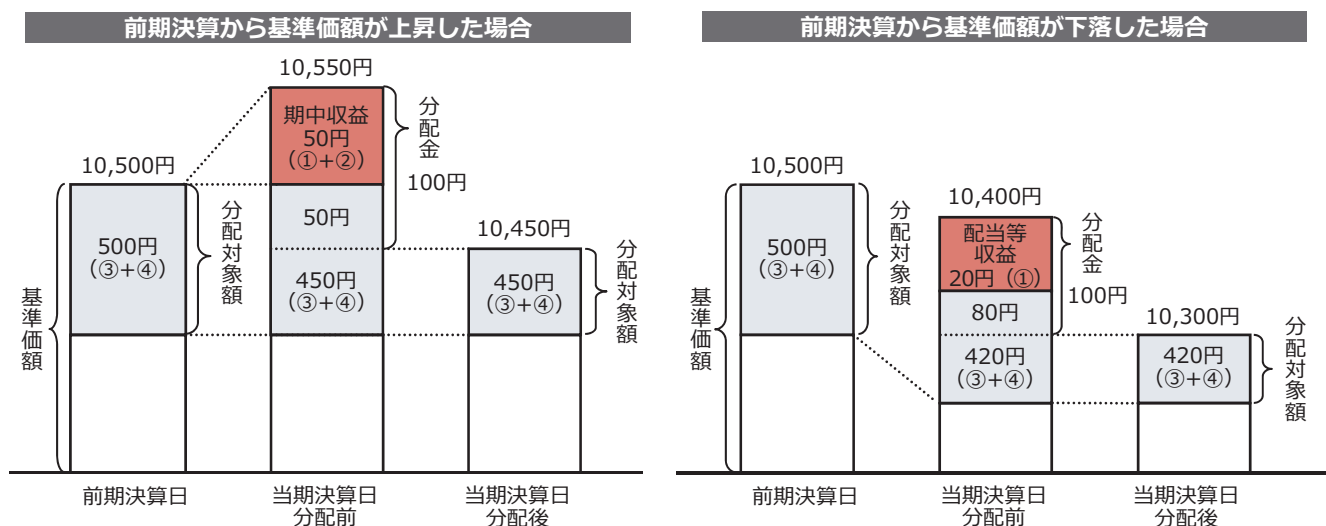 前期決算から基準価額が上昇した場合
10,550円
期中収益
50円
（①＋②）
分配金
100円
10,500円
500円
（③＋④）
分配対象額
50円
450円
（③＋④）
10,450円
450円
（③＋④）
分配対象額
基準価額
前期決算日
当期決算日
分配前
当期決算日
分配後
前期決算から基準価額が下落した場合
10,500円
500円
（③＋④）
分配対象額
10,400円
配当等
収益
20円（①）
分配金
100円
80円
420円
（③＋④）
10,300円
420円
（③＋④）
分配対象額
基準価額
前期決算日
当期決算日
分配前
当期決算日
分配後